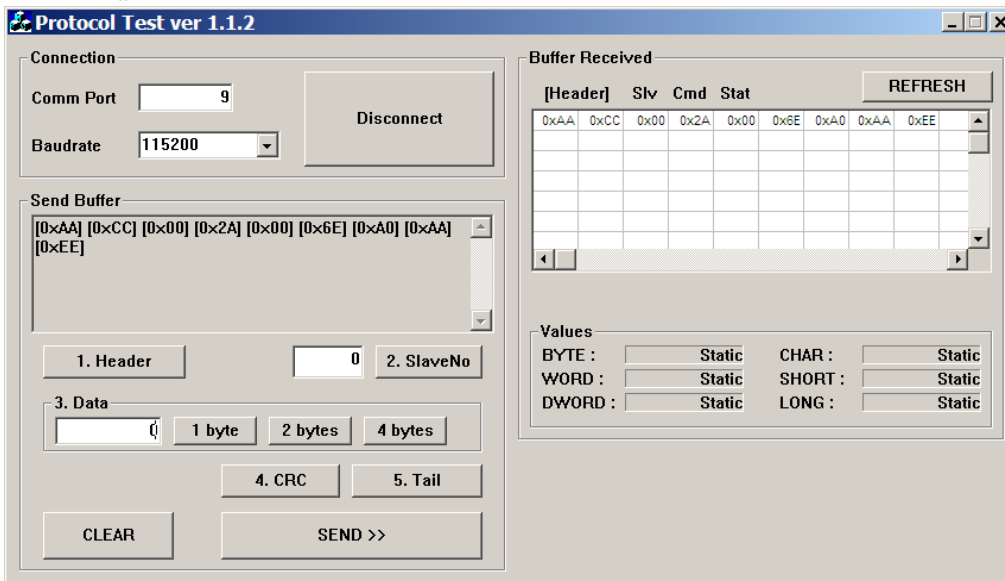 Protocol Test ver 1.1.2
Connection
Comm Port 9
Baudrate 115200
Disconnect
Send Buffer
[0xAA] [0xCC] [0x00] [0x2A] [0x00] [0x6E] [0xA0] [0xAA]
[0xEE]
1. Header 0 2. SlaveNo
3. Data
0 1 byte 2 bytes 4 bytes
4. CRC 5. Tail
CLEAR SEND >>
Buffer Received
REFRESH
[Header] Slv Cmd Stat
0xAA 0xCC 0x00 0x2A 0x00 0x6E 0xA0 0xAA 0xEE
Values
BYTE : Static CHAR : Static
WORD : Static SHORT : Static
DWORD : Static LONG : Static